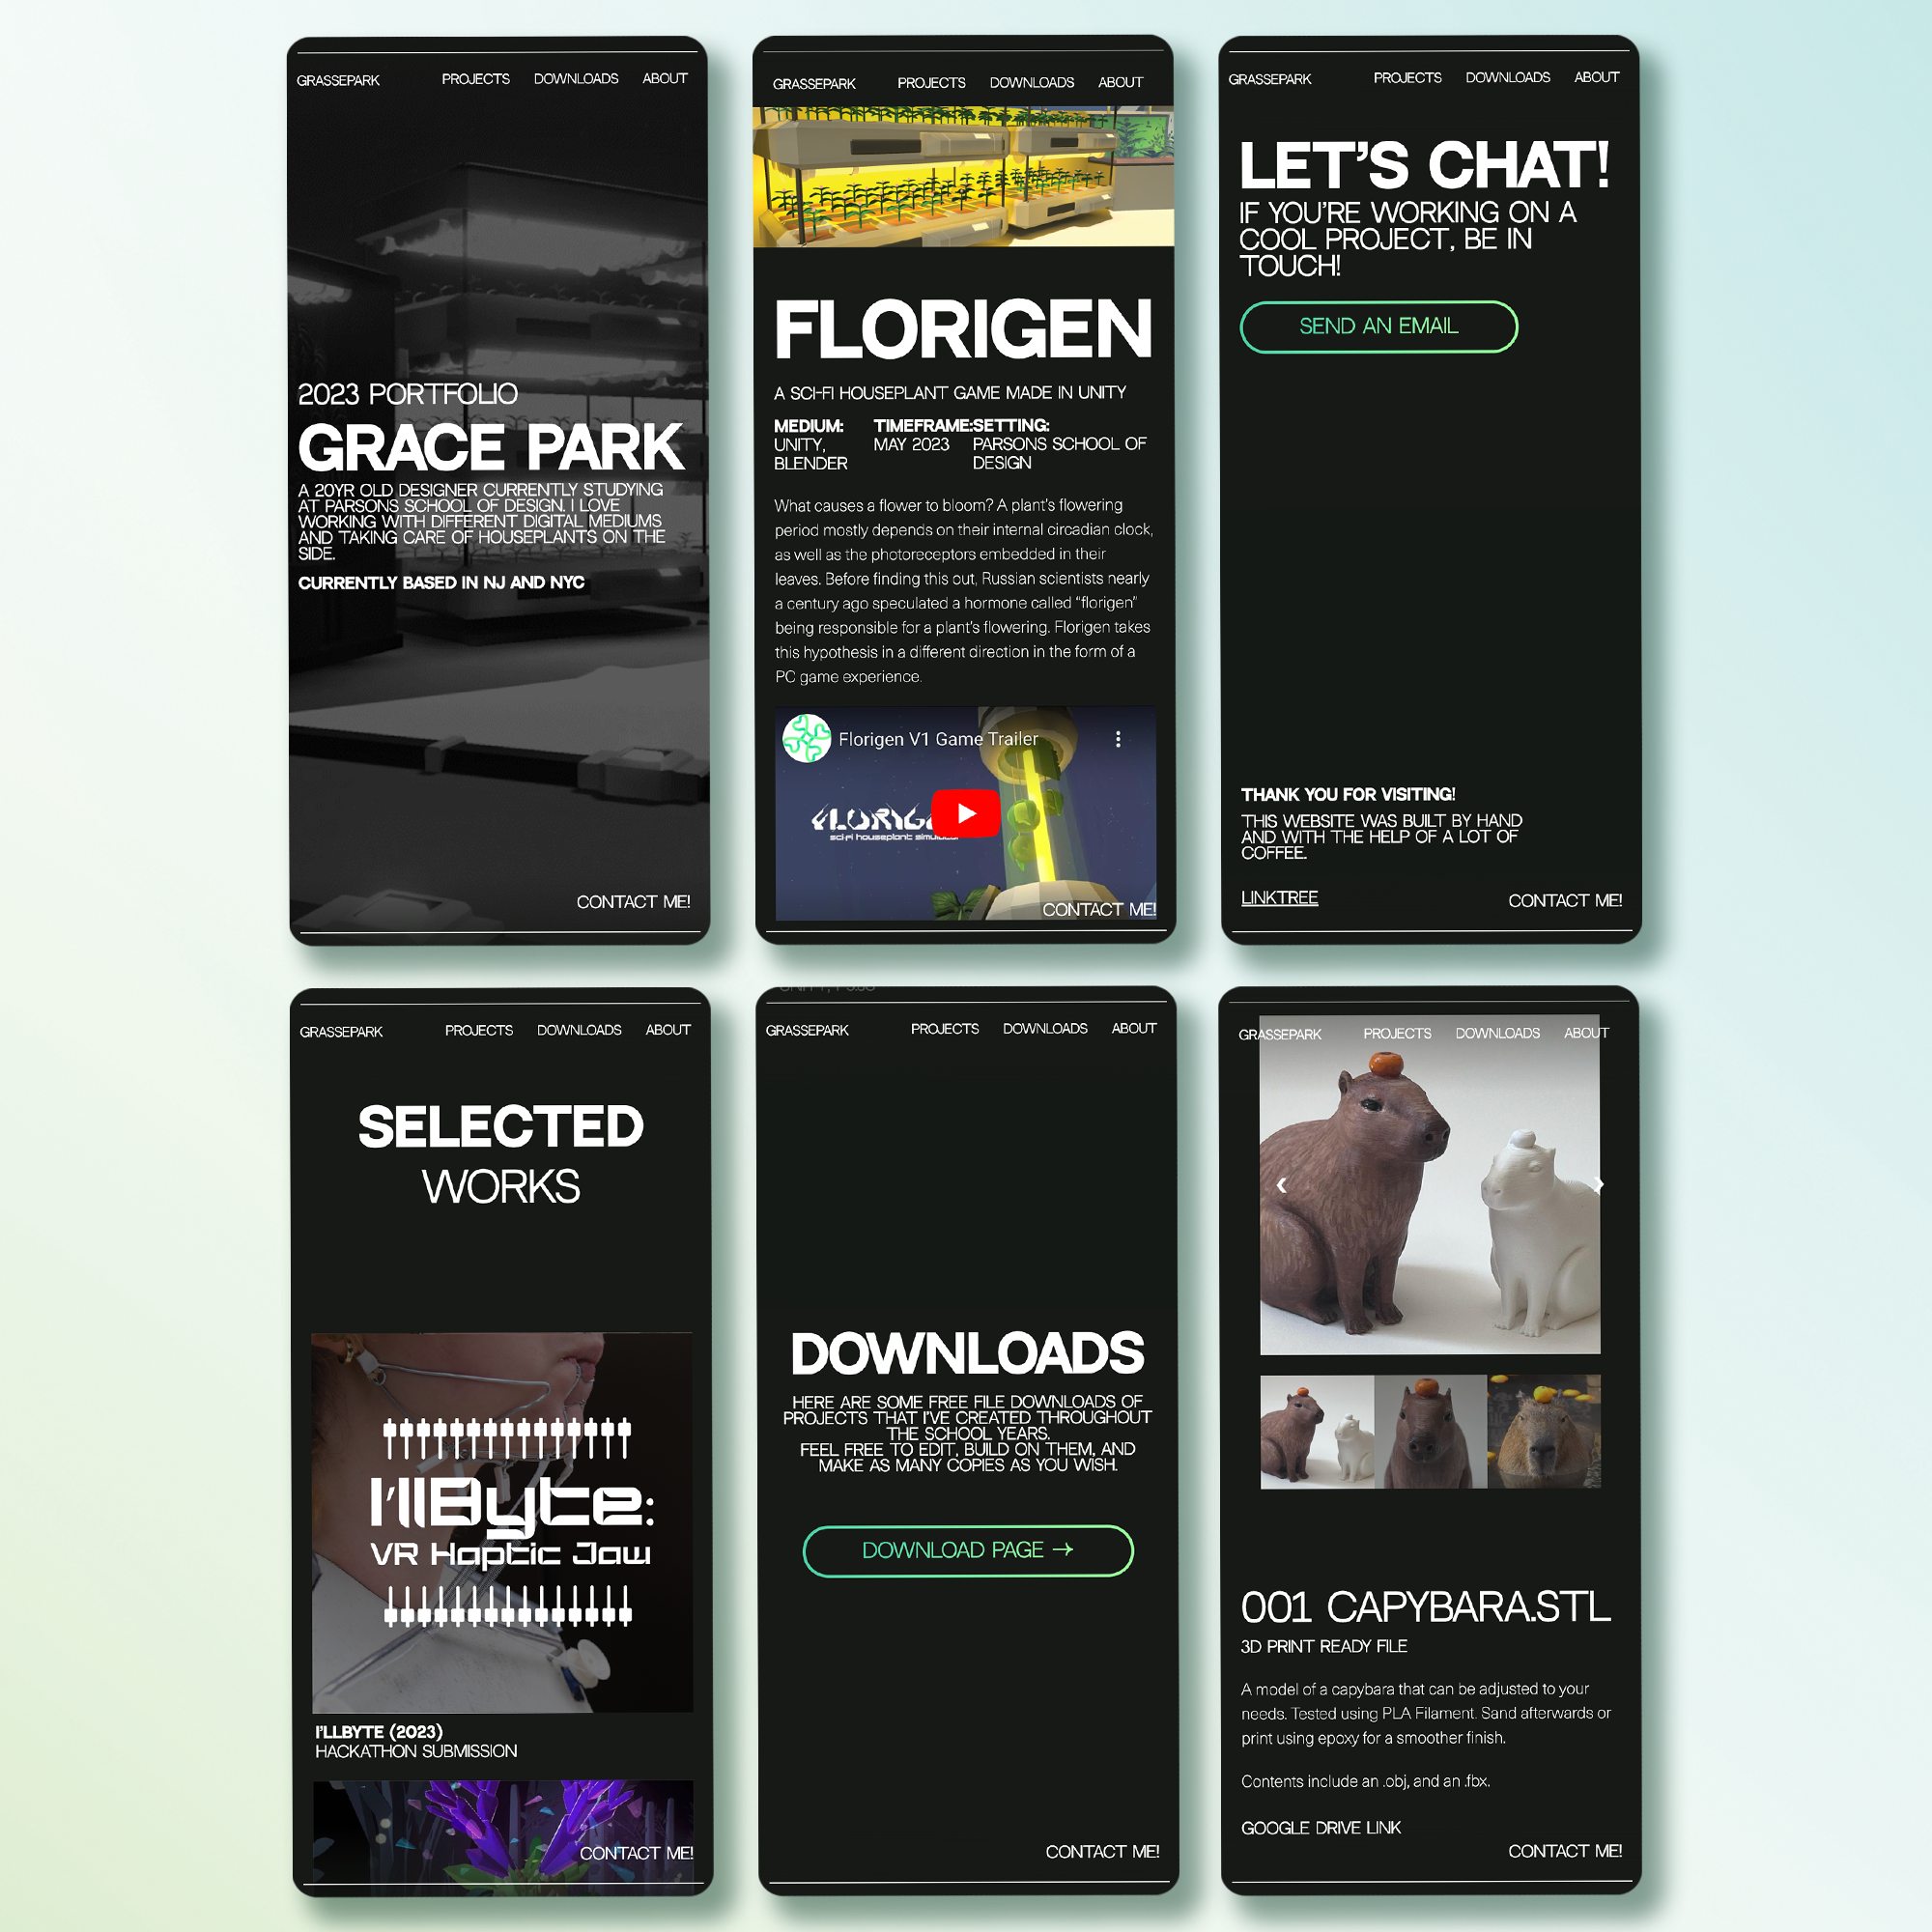 GRASSEPARK PROJECTS DOWNLOADS ABOUT
2023 PORTFOLIO
GRACE PARK
A 20YR OLD DESIGNER CURRENTLY STUDYING
AT PARSONS SCHOOL OF DESIGN. I LOVE
WORKING WITH DIFFERENT DIGITAL MEDIUMS
AND TAKING CARE OF HOUSEPLANTS ON THE
SIDE.
CURRENTLY BASED IN NJ AND NYC
CONTACT ME!
GRASSEPARK PROJECTS DOWNLOADS ABOUT
FLORIGEN
A SCI-FI HOUSEPLANT GAME MADE IN UNITY
MEDIUM: TIMEFRAME:SETTING:
UNITY, MAY 2023 PARSONS SCHOOL OF
BLENDER DESIGN
What causes a flower to bloom? A plant's flowering
period mostly depends on their internal circadian clock,
as well as the photoreceptors embedded in their
leaves. Before finding this out, Russian scientists nearly
a century ago speculated a hormone called "florigen"
being responsible for a plant's flowering. Florigen takes
this hypothesis in a different direction in the form of a
PC game experience.
Florigen V1 Game Trailer
sci-fi houseplant
CONTACT ME!
GRASSEPARK PROJECTS DOWNLOADS ABOUT
LET'S CHAT!
IF YOU'RE WORKING ON A
COOL PROJECT, BE IN
TOUCH!
SEND AN EMAIL
THANK YOU FOR VISITING!
THIS WEBSITE WAS BUILT BY HAND
AND WITH THE HELP OF A LOT OF
COFFEE.
LINKTREE CONTACT ME!
GRASSEPARK PROJECTS DOWNLOADS ABOUT
SELECTED
WORKS
I'llByte:
VR Haptic Jaw
I'LLBYTE (2023)
HACKATHON SUBMISSION
CONTACT ME!
GRASSEPARK PROJECTS DOWNLOADS ABOUT
DOWNLOADS
HERE ARE SOME FREE FILE DOWNLOADS OF
PROJECTS THAT I'VE CREATED THROUGHOUT
THE SCHOOL YEARS.
FEEL FREE TO EDIT, BUILD ON THEM, AND
MAKE AS MANY COPIES AS YOU WISH.
DOWNLOAD PAGE →
CONTACT ME!
GRASSEPARK PROJECTS DOWNLOADS ABOUT
001 CAPYBARA.STL
3D PRINT READY FILE
A model of a capybara that can be adjusted to your
needs. Tested using PLA Filament. Sand afterwards or
print using epoxy for a smoother finish.
Contents include an .obj, and an .fbx.
GOOGLE DRIVE LINK
CONTACT ME!